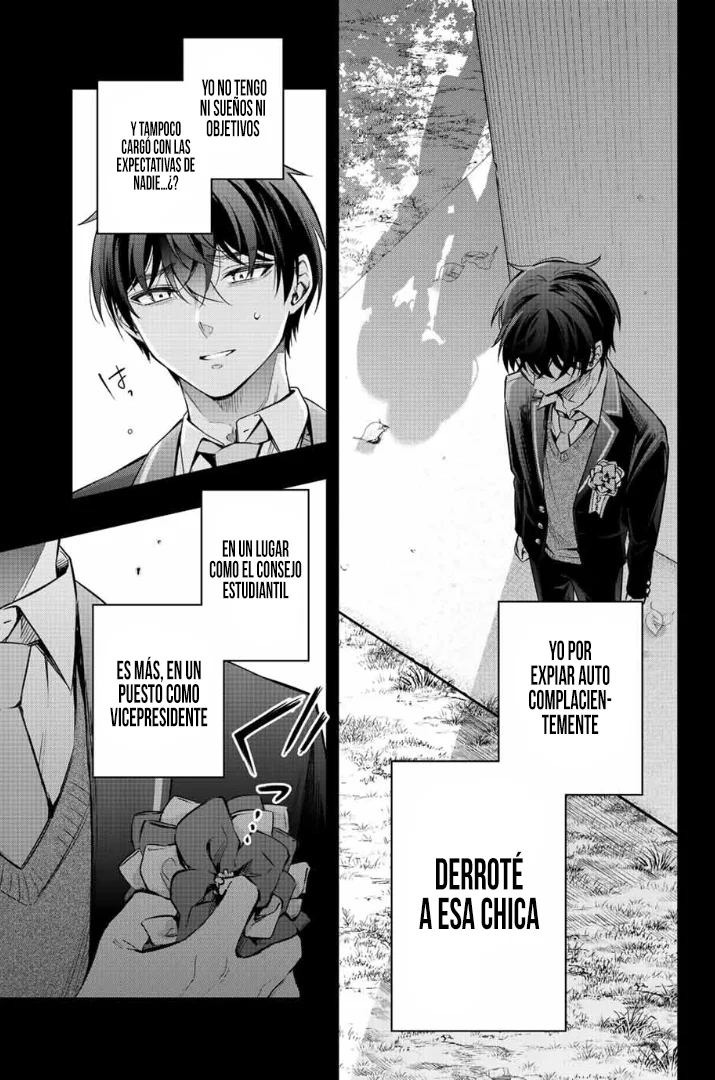 YO POR
EXPIAR AUTO
COMPLACIEN-
TEMENTE
DERROTÉ
A ESA CHICA
YO NO TENGO
NI SUEÑOS NI
OBJETIVOS
Y TAMPOCO
CARGÓ CON LAS
EXPECTATIVAS DE
NADIE...¿?
は、
EN UN LUGAR
COMO EL CONSEJO
ESTUDIANTIL
ES MÁS, EN UN
PUESTO COMO
VICEPRESIDENTE